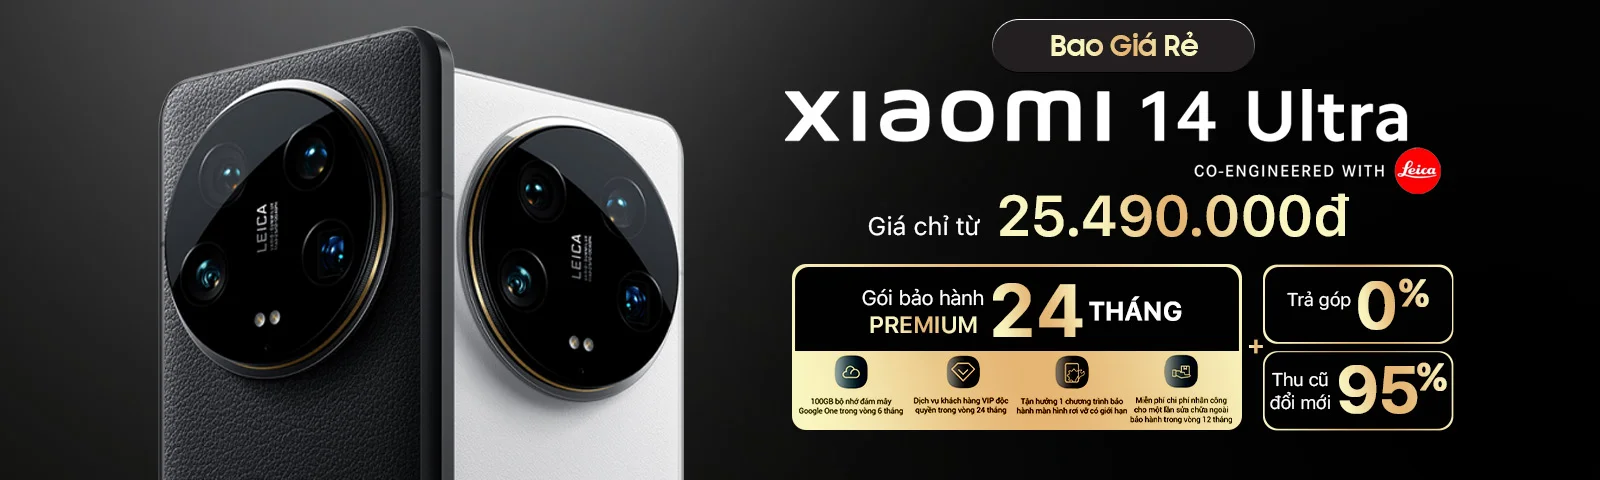 Bao Giá Rẻ
xiaomi 14 Ultra
CO-ENGINEERED WITH Leica
Giá chỉ từ 25.490.000đ
Gói bảo hành
PREMIUM 24 THÁNG
100GB bộ nhớ đám mây
Google One trong vòng 6 tháng
Dịch vụ khách hàng VIP độc
quyền trong vòng 24 tháng
Tận hưởng 1 chương trình bảo
hành màn hình rơi vỡ có giới hạn
Miễn phí chi phí nhân công
cho một lần sửa chữa ngoài
bảo hành trong vòng 12 tháng
+
Trả góp 0%
Thu cũ
đổi mới 95%
LEICA
LEICA